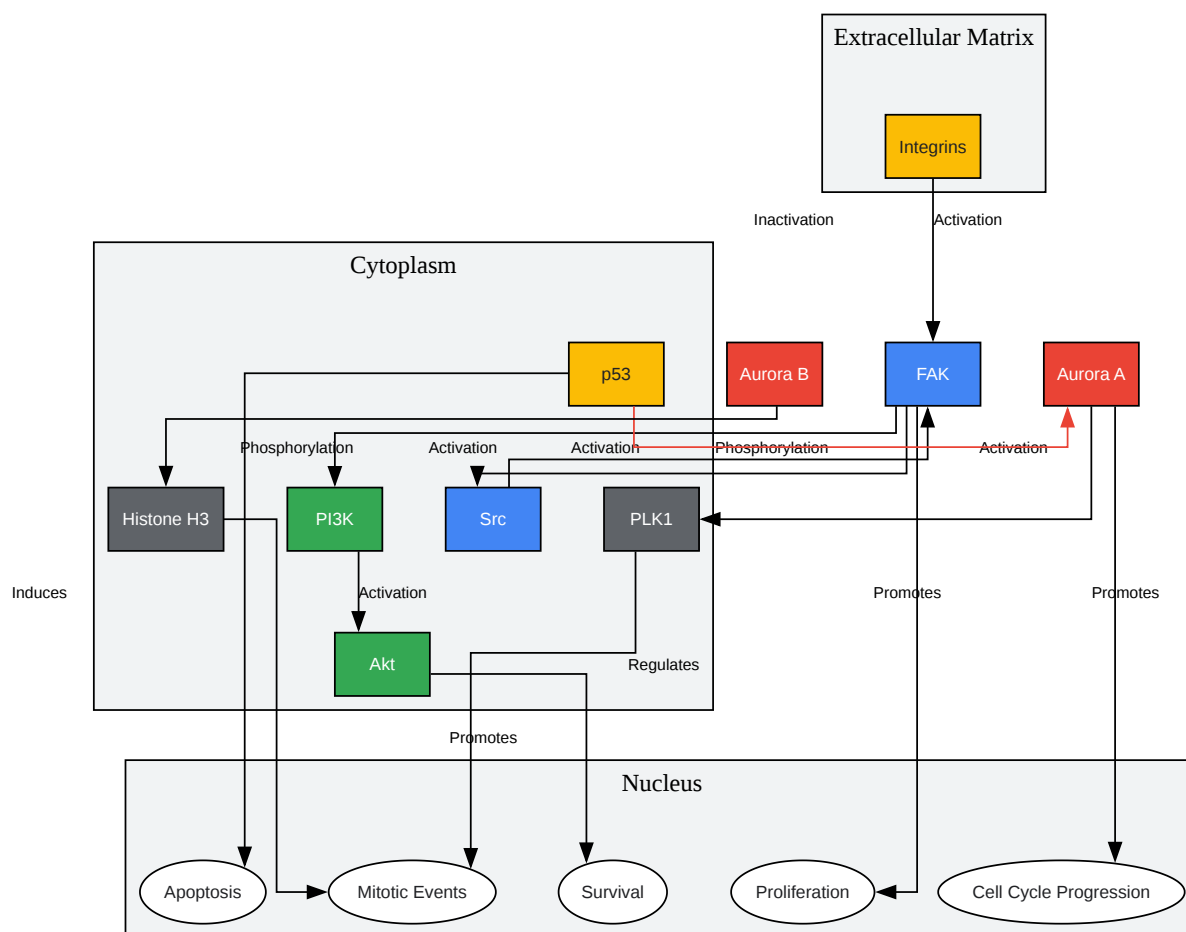 Extracellular Matrix
Integrins
Inactivation
Activation
Cytoplasm
p53
Aurora B
FAK
Aurora A
Phosphorylation
Activation
Activation
Phosphorylation
Activation
Histone H3
PI3K
Src
PLK1
Induces
Activation
Promotes
Promotes
Akt
Regulates
Promotes
Nucleus
Apoptosis
Mitotic Events
Survival
Proliferation
Cell Cycle Progression